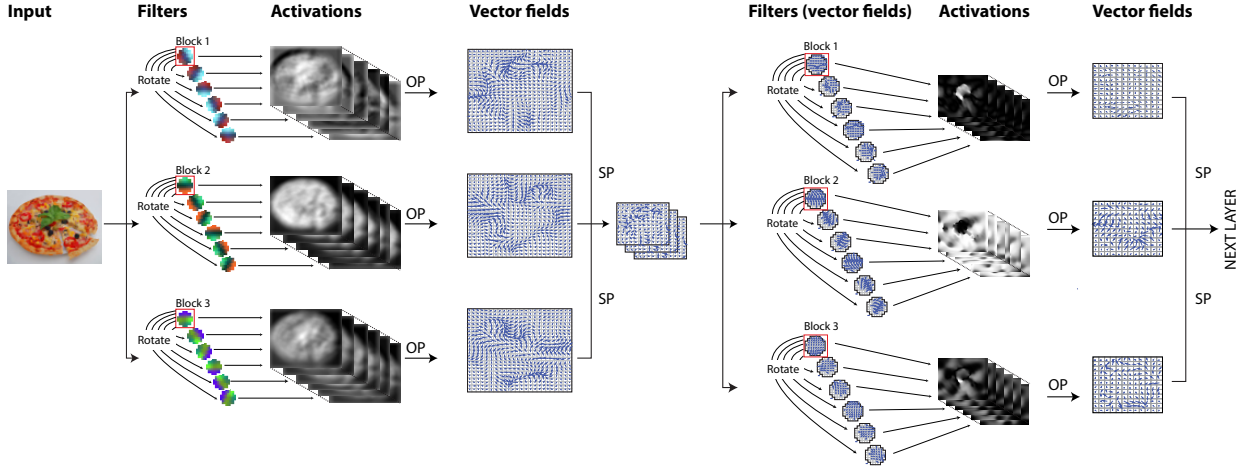 Input
Filters
Activations
Vector fields
Filters (vector fields)
Activations
Vector fields
Block 1
Rotate
OP
Block 2
Rotate
OP
Block 3
Rotate
OP
SP
SP
Block 1
Rotate
OP
Block 2
Rotate
OP
Block 3
Rotate
OP
SP
SP
NEXT LAYER